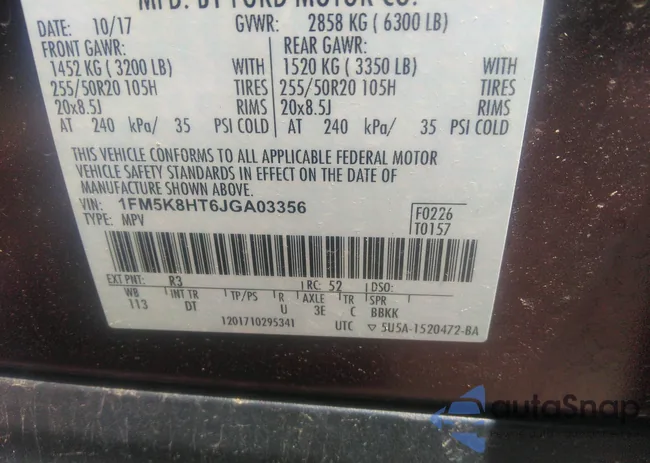 MFD. BY FORD MOTOR CO.
DATE: 10/17 GVWR: 2858 KG ( 6300 LB)
FRONT GAWR: REAR GAWR:
1452 KG ( 3200 LB) WITH 1520 KG ( 3350 LB) WITH
255/50R20 105H TIRES 255/50R20 105H TIRES
20x8.5J RIMS 20x8.5J RIMS
AT 240 kPa/ 35 PSI COLD AT 240 kPa/ 35 PSI COLD
THIS VEHICLE CONFORMS TO ALL APPLICABLE FEDERAL MOTOR
VEHICLE SAFETY STANDARDS IN EFFECT ON THE DATE OF
MANUFACTURE SHOWN ABOVE.
VIN: 1FM5K8HT6JGA03356
TYPE: MPV
F0226
T0157
EXT PNT: R3 RC: 52 DSO:
WB INT TR TP/PS R AXLE TR SPR
113 DT U 3E C BBKK
1201710295341 UTC ▽ 5U5A-1520472-BA
autoSnap